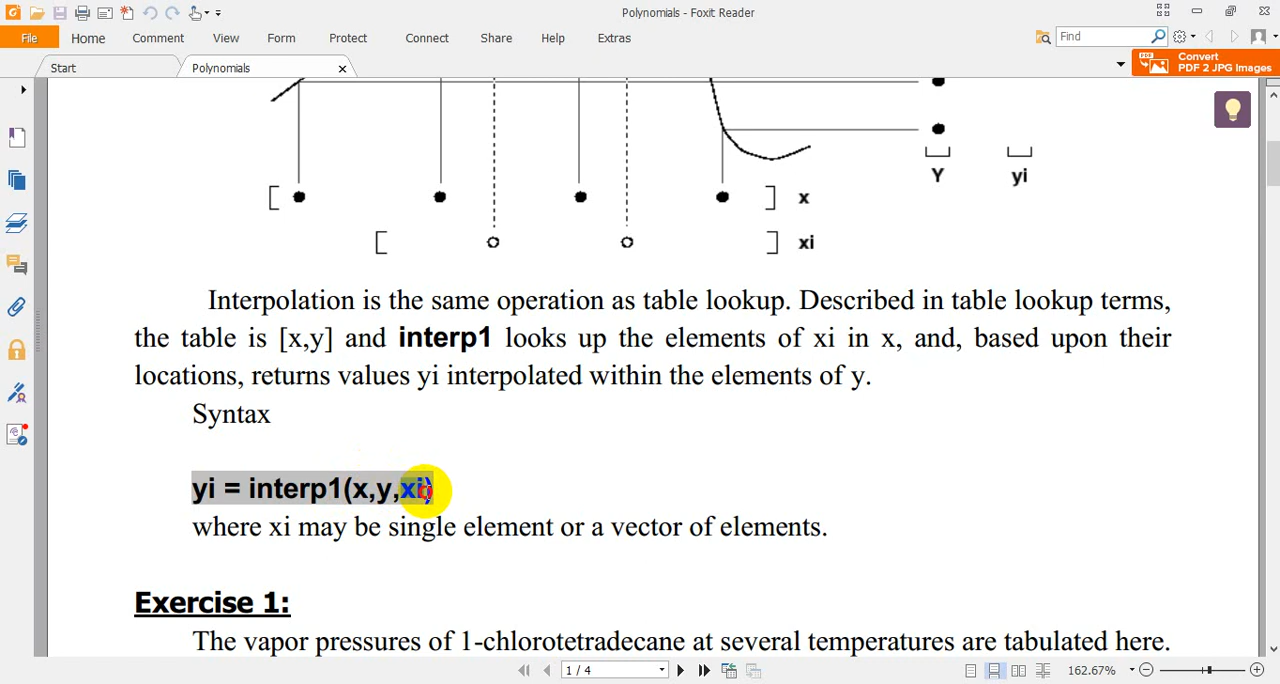 Polynomials - Foxit Reader
File Home Comment View Form Protect Connect Share Help Extras
Find
Start Polynomials
Convert
PDF 2 JPG Images
Y yi
[ ] x
[ ] xi
Interpolation is the same operation as table lookup. Described in table lookup terms,
the table is [x,y] and interp1 looks up the elements of xi in x, and, based upon their
locations, returns values yi interpolated within the elements of y.
Syntax
yi = interp1(x,y,xi)
where xi may be single element or a vector of elements.
Exercise 1:
The vapor pressures of 1-chlorotetradecane at several temperatures are tabulated here.
1 / 4
162.67%